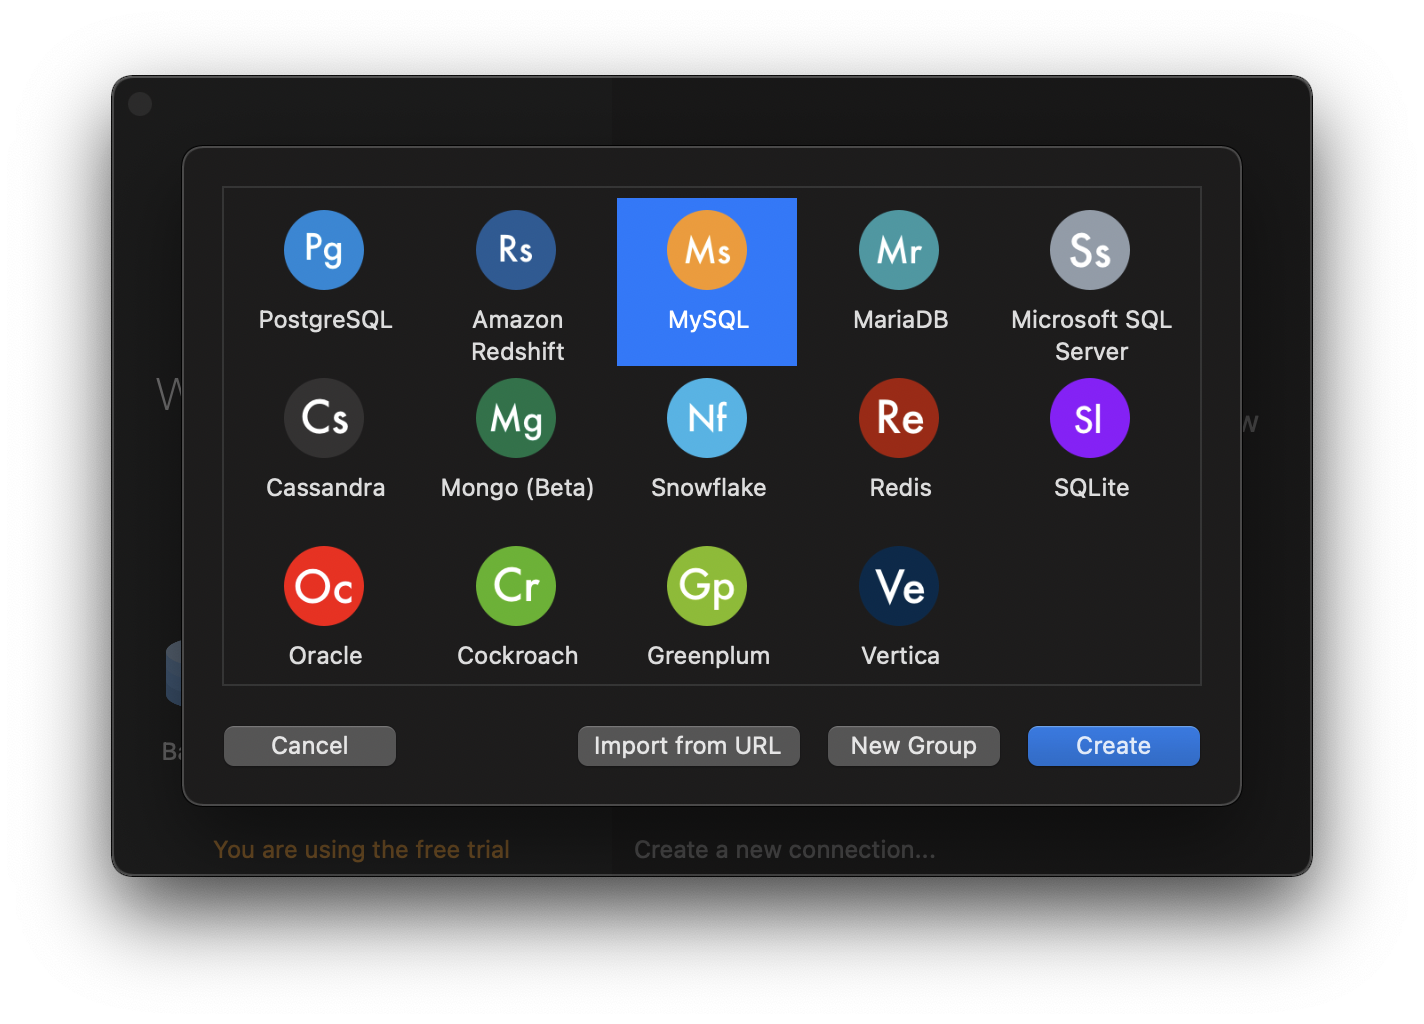 Pg
Rs
Ms
Mr
Ss
PostgreSQL
Amazon
Redshift
MySQL
MariaDB
Microsoft SQL
Server
Cs
Mg
Nf
Re
Sl
Cassandra
Mongo (Beta)
Snowflake
Redis
SQLite
Oc
Cr
Gp
Ve
Oracle
Cockroach
Greenplum
Vertica
Cancel
Import from URL
New Group
Create
You are using the free trial
Create a new connection...